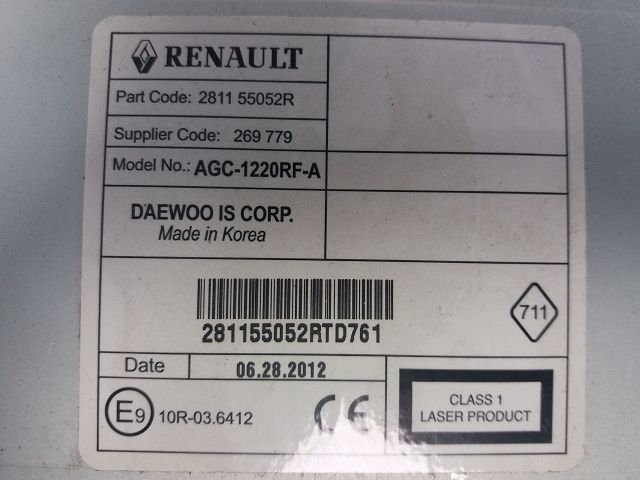 RENAULT
Part Code: 2811 55052R
Supplier Code: 269 779
Model No.: AGC-1220RF-A
DAEWOO IS CORP.
Made in Korea
281155052RTD761
711
Date 06.28.2012
E9 10R-03.6412
CE
CLASS 1
LASER PRODUCT